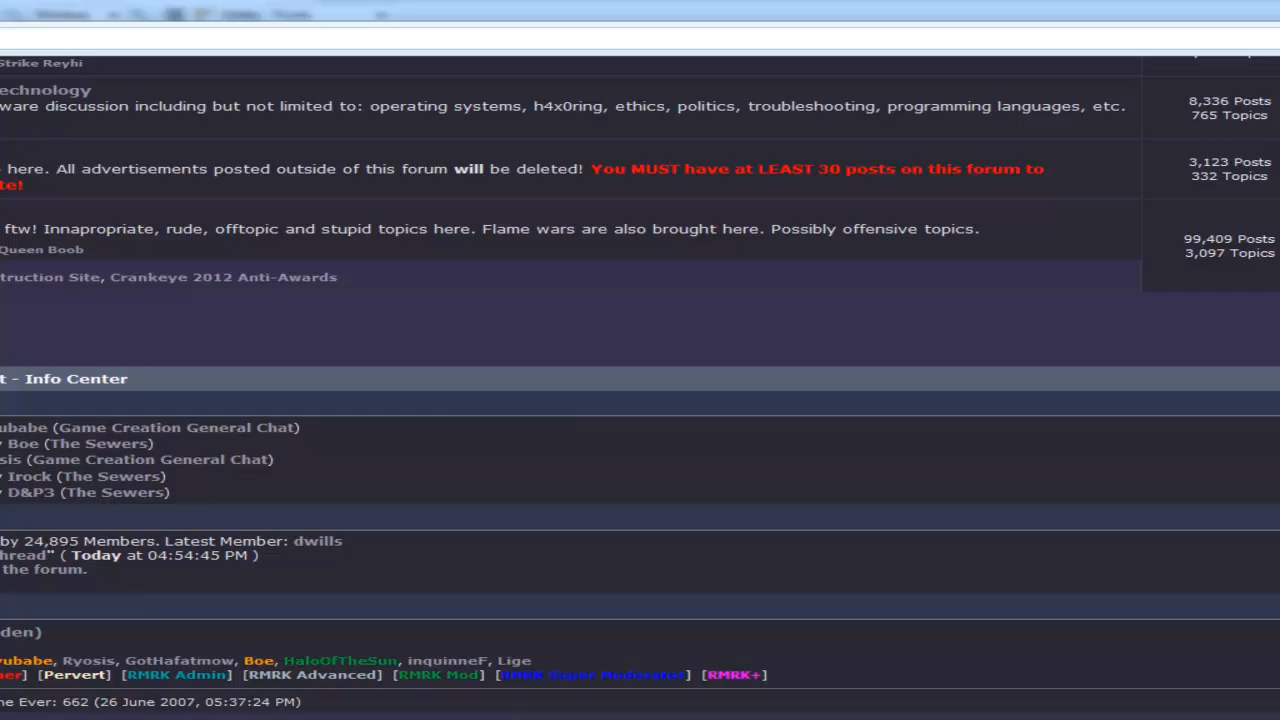 Strike Reyhi
echnology
ware discussion including but not limited to: operating systems, h4x0ring, ethics, politics, troubleshooting, programming languages, etc.
8,336 Posts
765 Topics
here. All advertisements posted outside of this forum will be deleted! You MUST have at LEAST 30 posts on this forum to
te!
3,123 Posts
332 Topics
ftw! Innapropriate, rude, offtopic and stupid topics here. Flame wars are also brought here. Possibly offensive topics.
Queen Boob
99,409 Posts
3,097 Topics
truction Site, Crankeye 2012 Anti-Awards
t - Info Center
ubabe (Game Creation General Chat)
y Boe (The Sewers)
sis (Game Creation General Chat)
y Irock (The Sewers)
y D&P3 (The Sewers)
by 24,895 Members. Latest Member: dwills
hread" ( Today at 04:54:45 PM )
the forum.
den)
yubabe, Ryosis, GotHafatmow, Boe, HaloOfTheSun, inquinneF, Lige
er] [Pervert] [RMRK Admin] [RMRK Advanced] [RMRK Mod] [RMRK Super Moderator] [RMRK+]
ne Ever: 662 (26 June 2007, 05:37:24 PM)